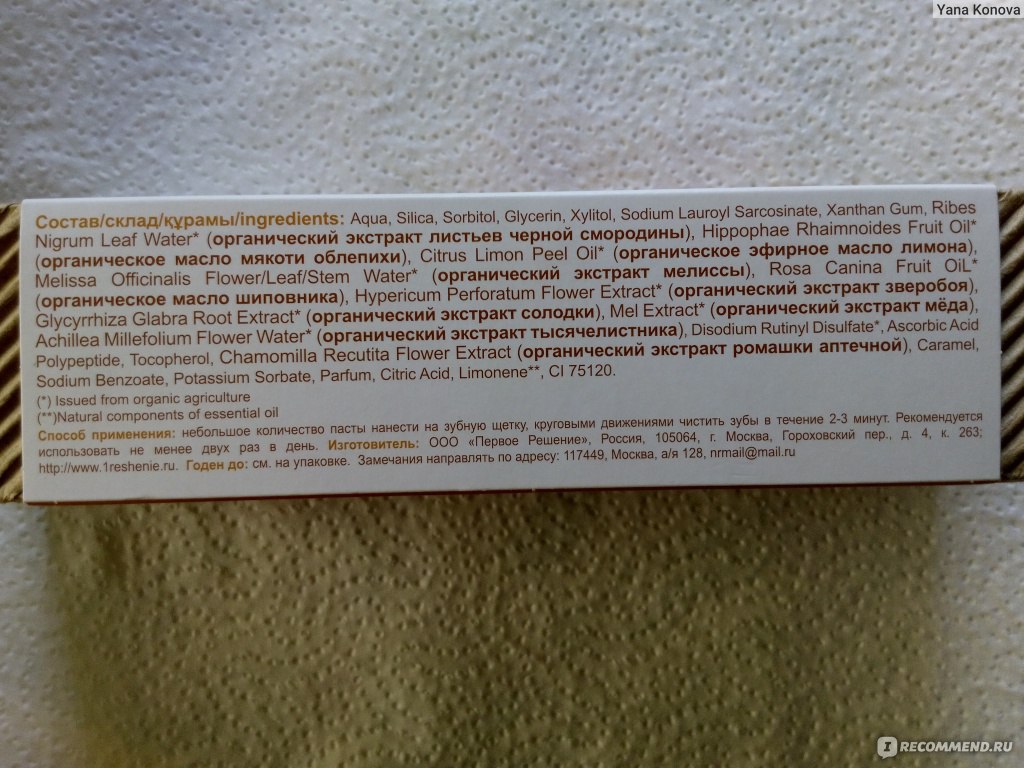 Yana Konova
Состав/склад/құрамы/ingredients: Aqua, Silica, Sorbitol, Glycerin, Xylitol, Sodium Lauroyl Sarcosinate, Xanthan Gum, Ribes
Nigrum Leaf Water* (органический экстракт листьев черной смородины), Hippophae Rhaimnoides Fruit Oil*
(органическое масло мякоти облепихи), Citrus Limon Peel Oil* (органическое эфирное масло лимона),
Melissa Officinalis Flower/Leaf/Stem Water* (органический экстракт мелиссы), Rosa Canina Fruit OiL*
(органическое масло шиповника), Hypericum Perforatum Flower Extract* (органический экстракт зверобоя),
Glycyrrhiza Glabra Root Extract* (органический экстракт солодки), Mel Extract* (органический экстракт мёда),
Achillea Millefolium Flower Water* (органический экстракт тысячелистника), Disodium Rutinyl Disulfate*, Ascorbic Acid
Polypeptide, Tocopherol, Chamomilla Recutita Flower Extract (органический экстракт ромашки аптечной), Caramel,
Sodium Benzoate, Potassium Sorbate, Parfum, Citric Acid, Limonene**, CI 75120.
(*) Issued from organic agriculture
(**)Natural components of essential oil
Способ применения: небольшое количество пасты нанести на зубную щетку, круговыми движениями чистить зубы в течение 2-3 минут. Рекомендуется
использовать не менее двух раз в день. Изготовитель: ООО «Первое Решение», Россия, 105064, г. Москва, Гороховский пер., д. 4, к. 263;
http://www.1reshenie.ru. Годен до: см. на упаковке. Замечания направлять по адресу: 117449, Москва, а/я 128, nrmail@mail.ru
I RECOMMEND.RU